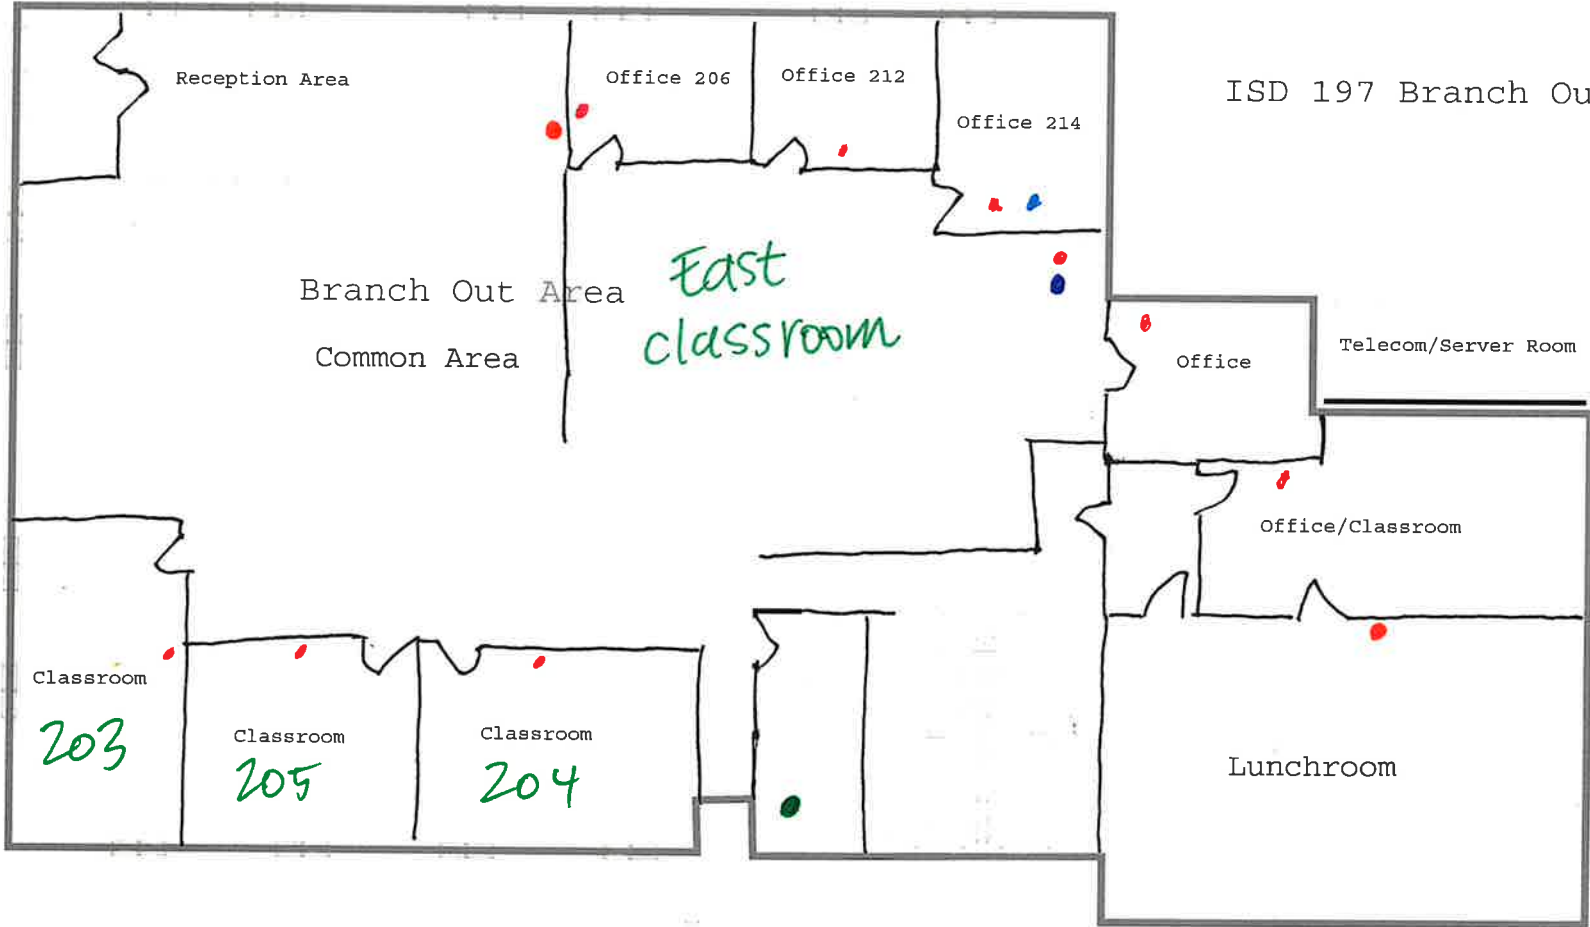 Reception Area
Office 206
Office 212
Office 214
ISD 197 Branch Ou
Branch Out Area
Common Area
East
classroom
Office
Telecom/Server Room
Office/Classroom
Classroom
203
Classroom
205
Classroom
204
Lunchroom